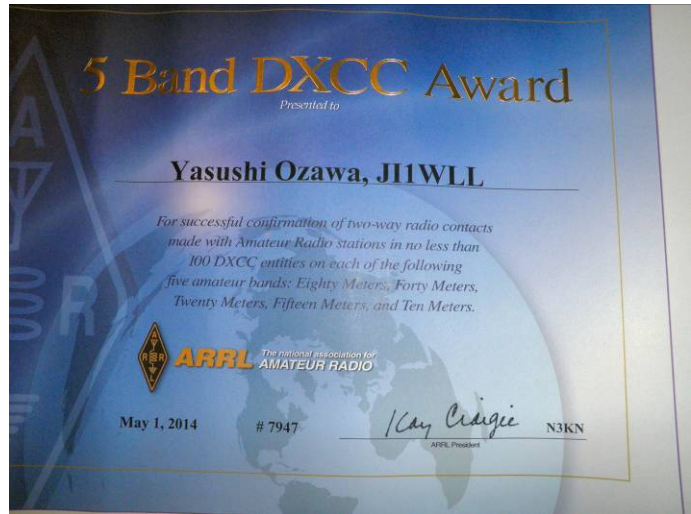 5 Band DXCC Award
Presented to
Yasushi Ozawa, JI1WLL
For successful confirmation of two-way radio contacts
made with Amateur Radio stations in no less than
100 DXCC entities on each of the following
five amateur bands: Eighty Meters, Forty Meters,
Twenty Meters, Fifteen Meters, and Ten Meters.
ARRL The national association for
AMATEUR RADIO
May 1, 2014 # 7947 Kay Craigie N3KN
ARRL President